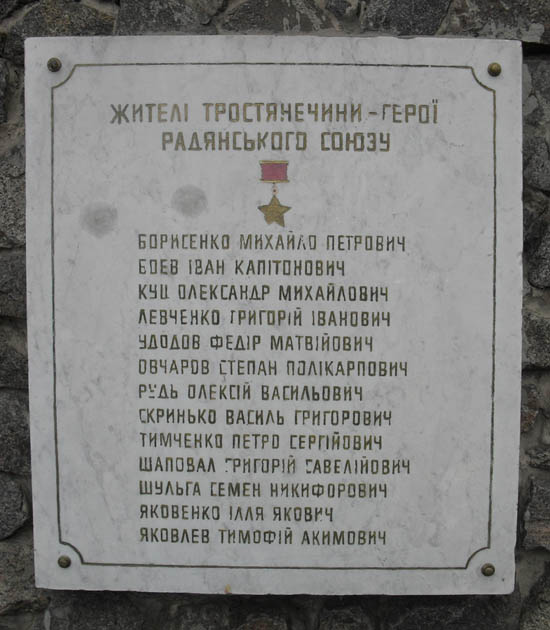 ЖИТЕЛІ ТРОСТЯНЕЧЧИНИ - ГЕРОЇ
РАДЯНСЬКОГО СОЮЗУ
БОРИСЕНКО МИХАЙЛО ПЕТРОВИЧ
БОЕВ ІВАН КАПІТОНОВИЧ
КУЦ ОЛЕКСАНДР МИХАЙЛОВИЧ
ЛЕВЧЕНКО ГРИГОРІЙ ІВАНОВИЧ
УДОДОВ ФЕДІР МАТВІЙОВИЧ
ОВЧАРОВ СТЕПАН ПОЛІКАРПОВИЧ
РУДЬ ОЛЕКСІЙ ВАСИЛЬОВИЧ
СКРИНЬКО ВАСИЛЬ ГРИГОРОВИЧ
ТИМЧЕНКО ПЕТРО СЕРГІЙОВИЧ
ШАПОВАЛ ГРИГОРІЙ САВЕЛІЙОВИЧ
ШУЛЬГА СЕМЕН НИКИФОРОВИЧ
ЯКОВЕНКО ІЛЛЯ ЯКОВИЧ
ЯКОВЛЕВ ТИМОФІЙ АКИМОВИЧ